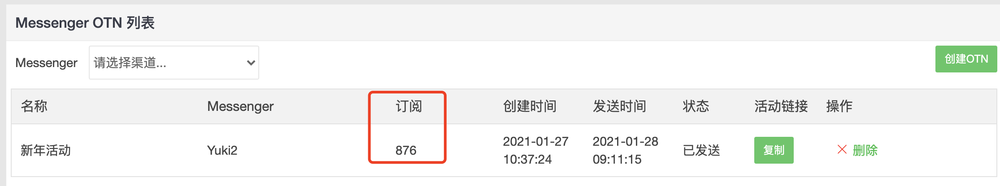 Messenger OTN 列表
Messenger 请选择渠道... 创建OTN
名称 Messenger 订阅 创建时间 发送时间 状态 活动链接 操作
新年活动 Yuki2 876 2021-01-27 10:37:24 2021-01-28 09:11:15 已发送 复制 删除